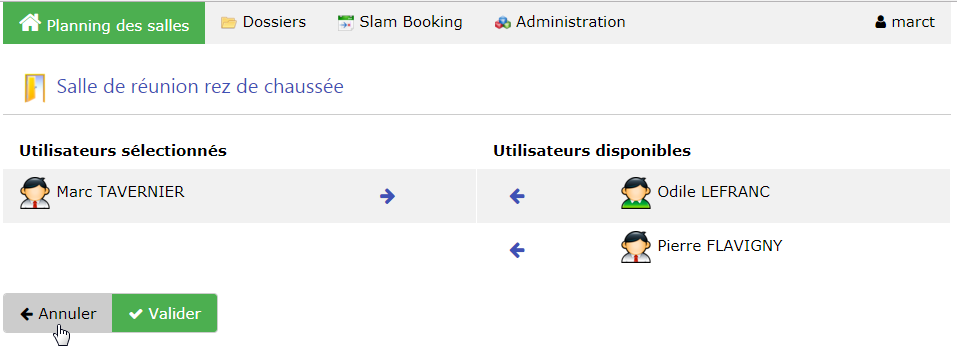 Planning des salles Dossiers Slam Booking Administration marct
Salle de réunion rez de chaussée
Utilisateurs sélectionnés Utilisateurs disponibles
Marc TAVERNIER Odile LEFRANC
Pierre FLAVIGNY
Annuler Valider